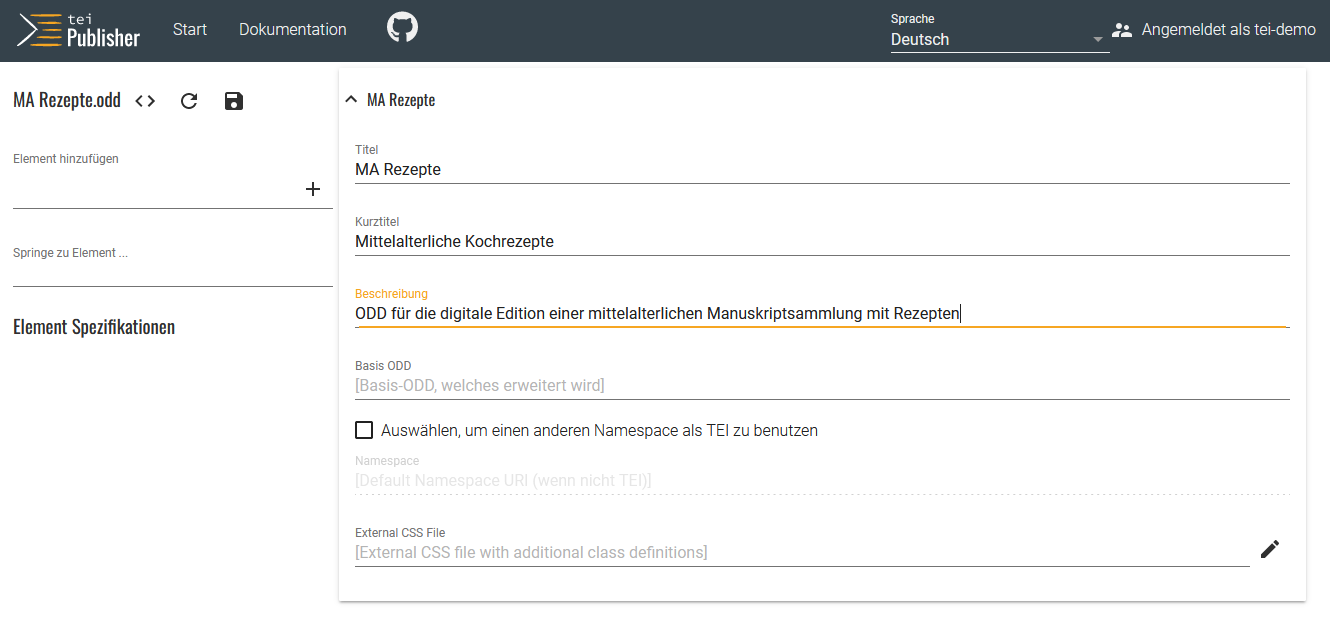 tei
Publisher
Start
Dokumentation
Sprache
Deutsch
Angemeldet als tei-demo
MA Rezepte.odd
Element hinzufügen
Springe zu Element ...
Element Spezifikationen
MA Rezepte
Titel
MA Rezepte
Kurztitel
Mittelalterliche Kochrezepte
Beschreibung
ODD für die digitale Edition einer mittelalterlichen Manuskriptsammlung mit Rezepten
Basis ODD
[Basis-ODD, welches erweitert wird]
Auswählen, um einen anderen Namespace als TEI zu benutzen
Namespace
[Default Namespace URI (wenn nicht TEI)]
External CSS File
[External CSS file with additional class definitions]